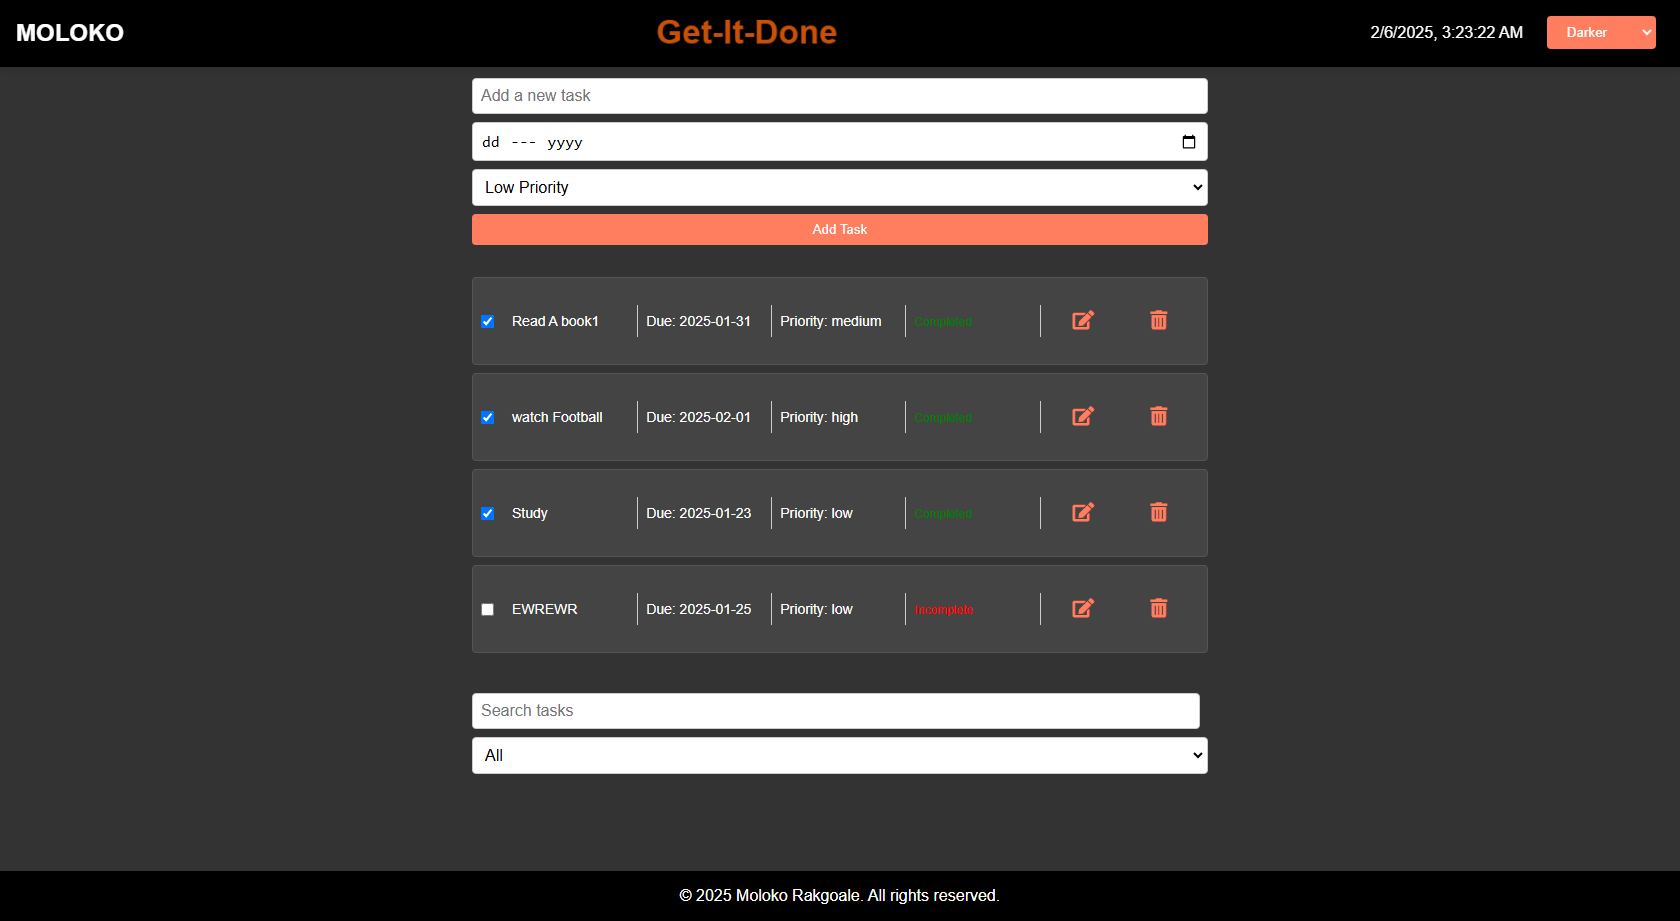 MOLOKO
Get-It-Done
2/6/2025, 3:23:22 AM
Darker
Add a new task
dd --- yyyy
Low Priority
Add Task
Read A book1 Due: 2025-01-31 Priority: medium Completed
watch Football Due: 2025-02-01 Priority: high Completed
Study Due: 2025-01-23 Priority: low Completed
EWREWR Due: 2025-01-25 Priority: low Incomplete
Search tasks
All
© 2025 Moloko Rakgoale. All rights reserved.